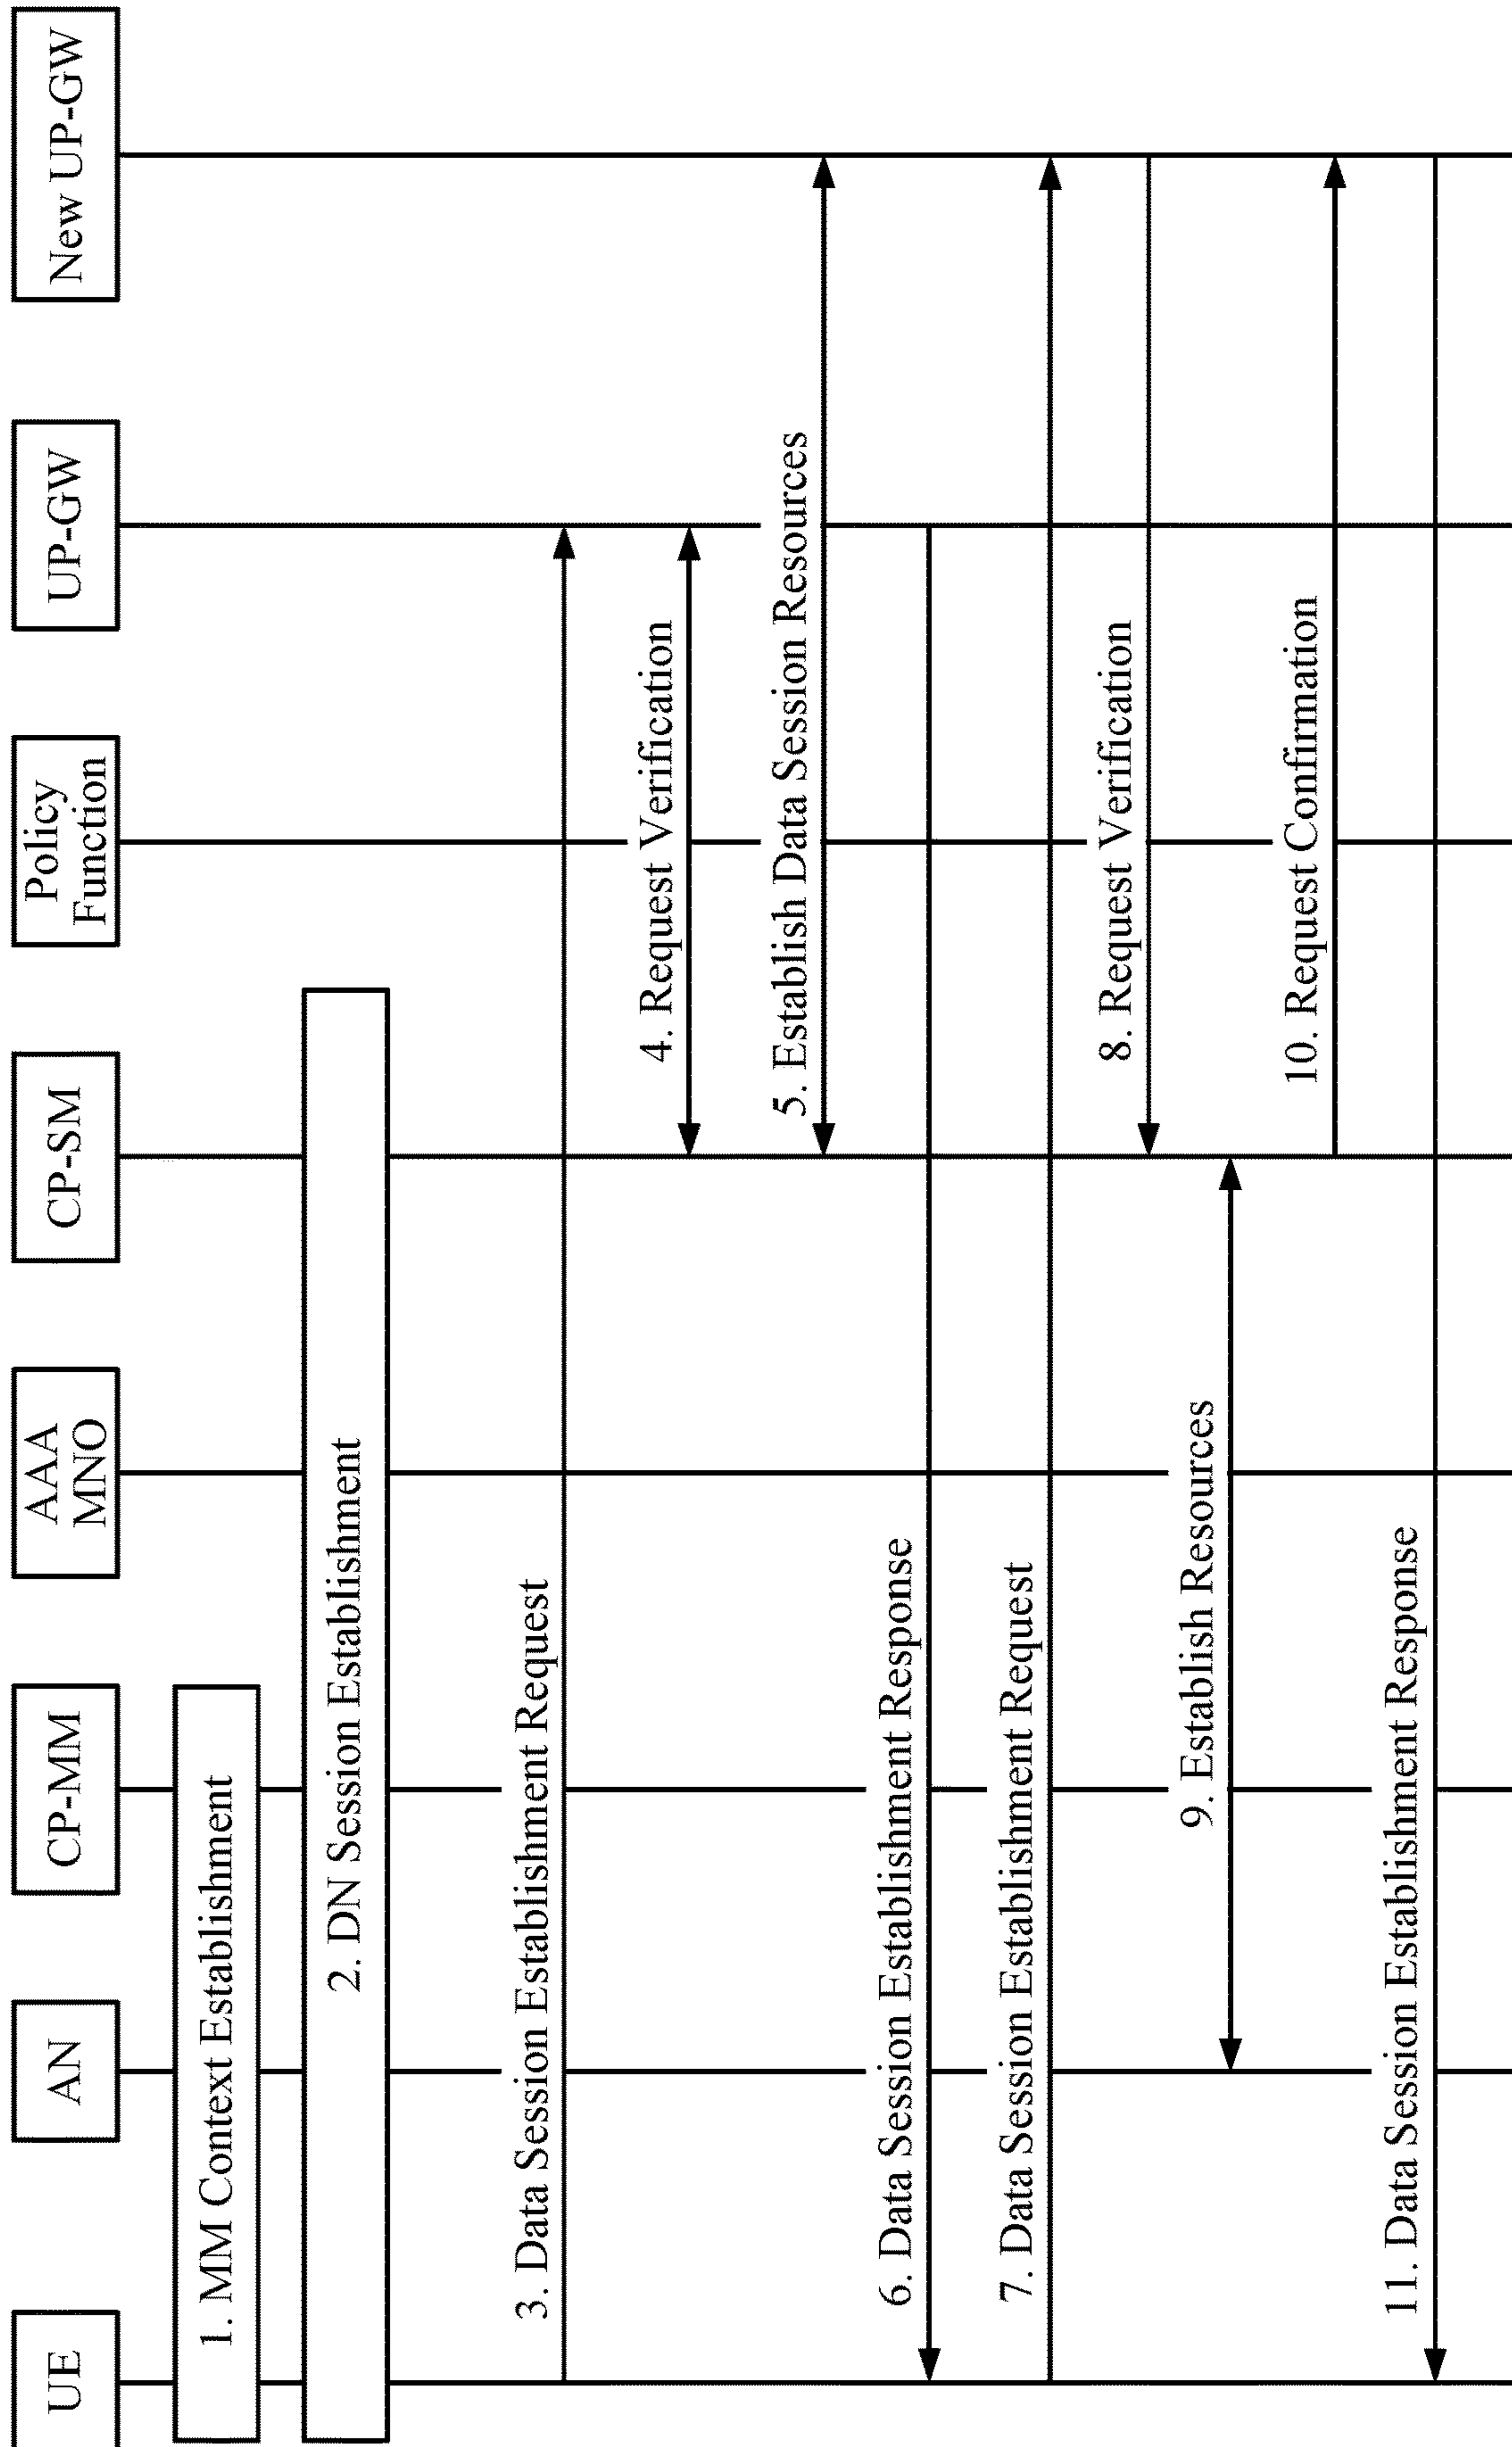 UE
AN
CP-MM
AAA
MNO
CP-SM
Policy
Function
UP-GW
New UP-GW
1. MM Context Establishment
2. DN Session Establishment
3. Data Session Establishment Request
4. Request Verification
5. Establish Data Session Resources
6. Data Session Establishment Response
7. Data Session Establishment Request
8. Request Verification
9. Establish Resources
10. Request Confirmation
11. Data Session Establishment Response